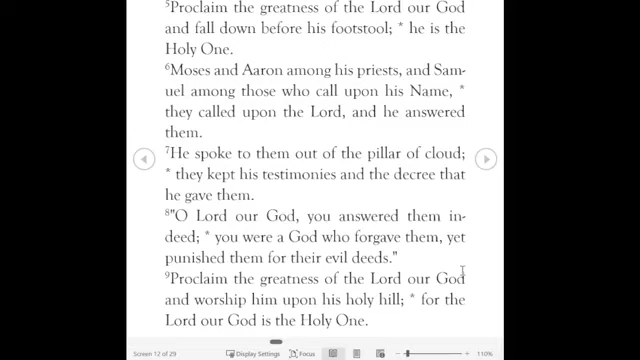 ⁵Proclaim the greatness of the Lord our God
and fall down before his footstool; * he is the
Holy One.
⁶Moses and Aaron among his priests, and Sam-
uel among those who call upon his Name, *
they called upon the Lord, and he answered
them.
⁷He spoke to them out of the pillar of cloud;
* they kept his testimonies and the decree that
he gave them.
⁸"O Lord our God, you answered them in-
deed; * you were a God who forgave them, yet
punished them for their evil deeds."
⁹Proclaim the greatness of the Lord our God
and worship him upon his holy hill; * for the
Lord our God is the Holy One.
Screen 12 of 29 Display Settings Focus 110%